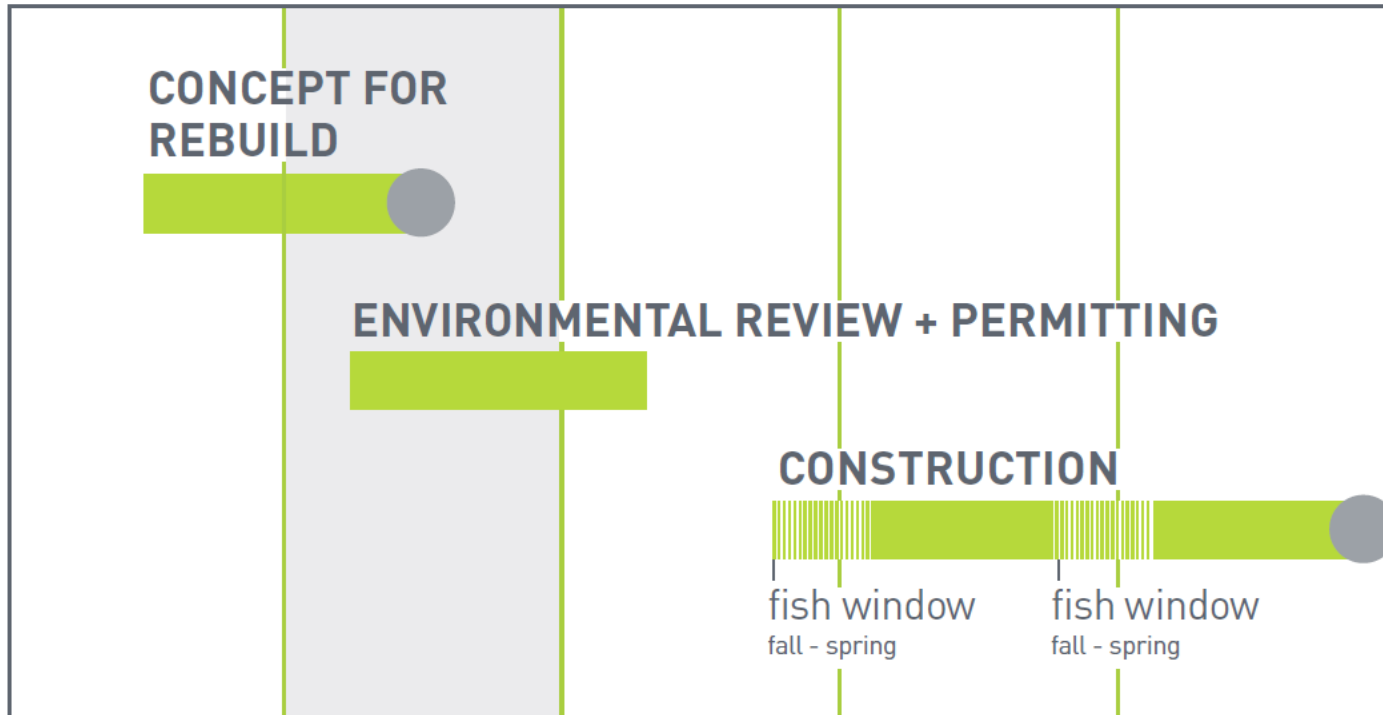 CONCEPT FOR
REBUILD
ENVIRONMENTAL REVIEW + PERMITTING
CONSTRUCTION
fish window
fall - spring
fish window
fall - spring